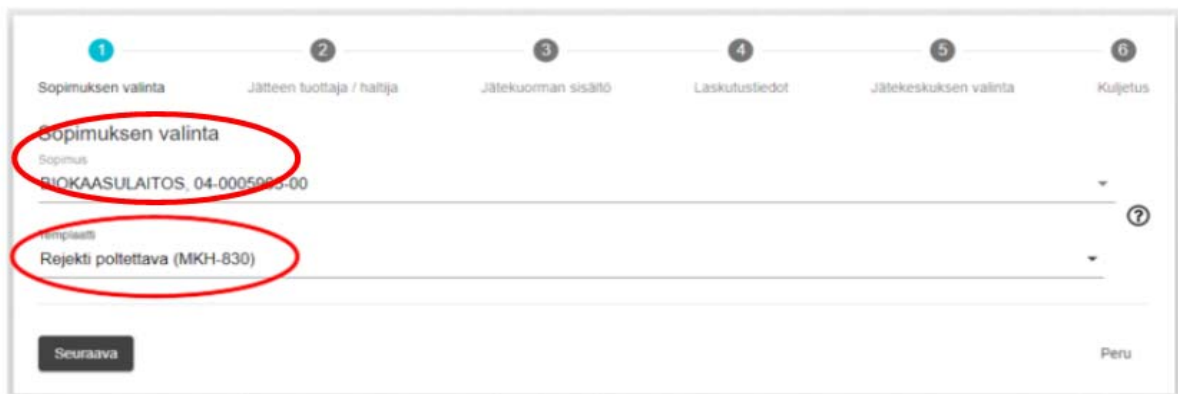 1 2 3 4 5 6
Sopimuksen valinta Jätteen tuottaja / haltija Jätekuorman sisältö Laskutustiedot Jätekeskuksen valinta Kuljetus
Sopimuksen valinta
Sopimus
BIOKAASULAITOS,
?
Templaatti
Rejekti poltettava (MKH-830)
Seuraava Peru